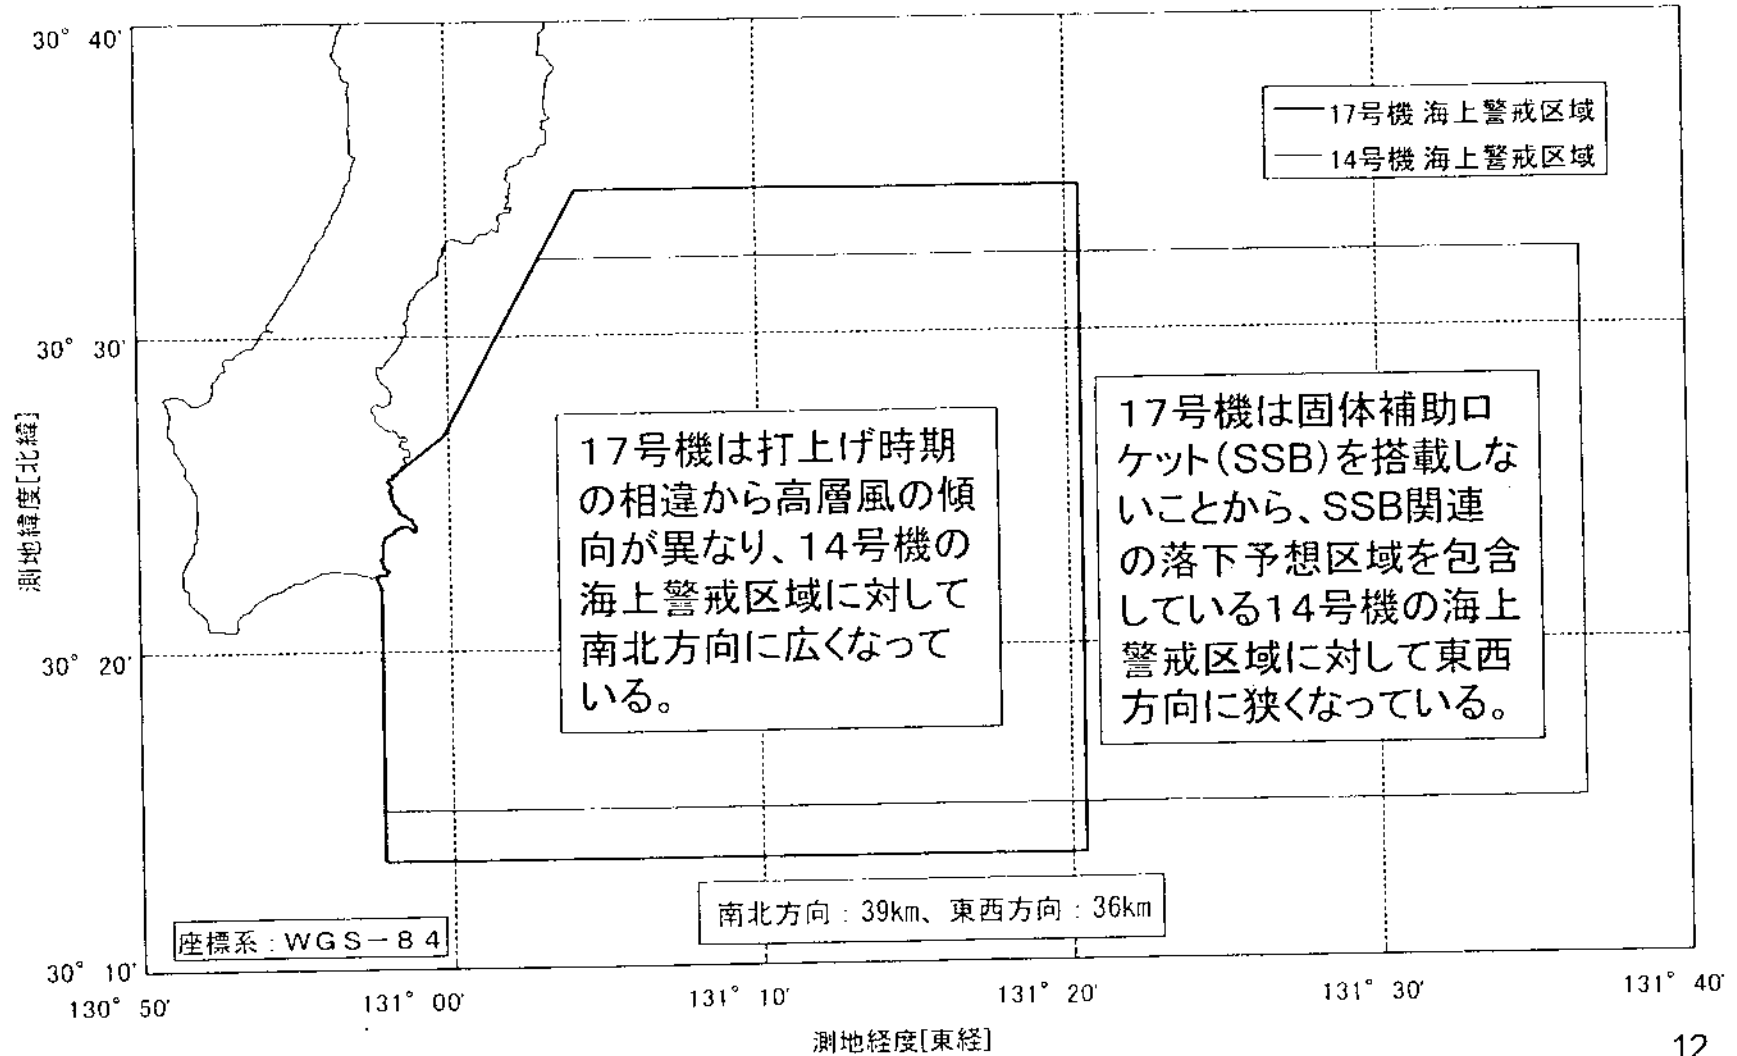 30° 40′
17号機 海上警戒区域
14号機 海上警戒区域
30° 30′
測地緯度[北緯]
17号機は打上げ時期
の相違から高層風の傾
向が異なり、14号機の
海上警戒区域に対して
南北方向に広くなって
いる。
17号機は固体補助ロ
ケット(SSB)を搭載しな
いことから、SSB関連
の落下予想区域を包含
している14号機の海上
警戒区域に対して東西
方向に狭くなっている。
30° 20′
南北方向：39km、東西方向：36km
座標系：WGS-84
30° 10′
130° 50′
131° 00′
131° 10′
131° 20′
131° 30′
131° 40′
測地経度[東経]
12